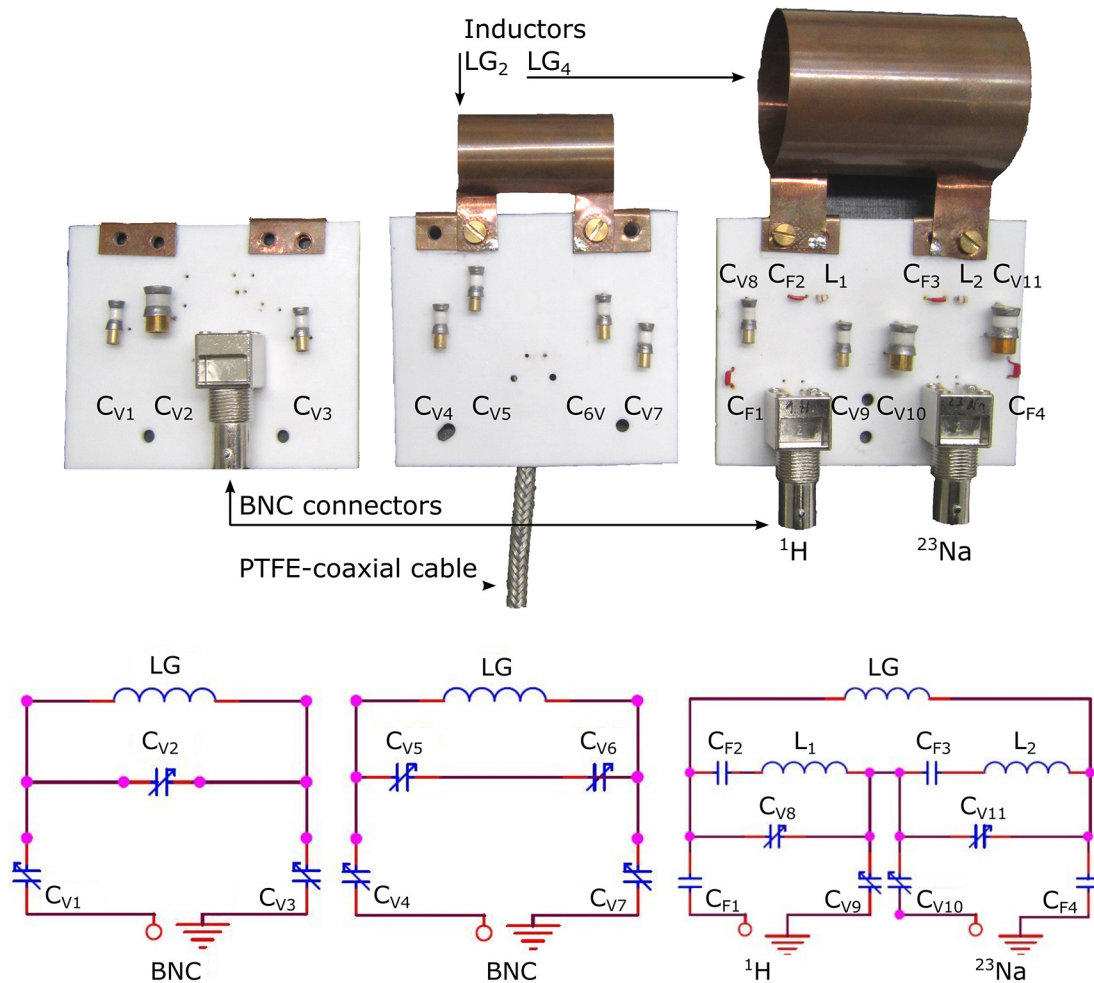 Inductors
LG2 LG4
CV8 CF2 L1 CF3 L2 CV11
CV1 CV2 CV3
CV4 CV5 C6V CV7
CF1 CV9 CV10 CF4
BNC connectors
1H 23Na
PTFE-coaxial cable
LG LG LG
CV2 CV5 CV6 CF2 L1 CF3 L2
CV8 CV11
CV1 CV3 CV4 CV7 CF1 CV9 CV10 CF4
BNC BNC 1H 23Na